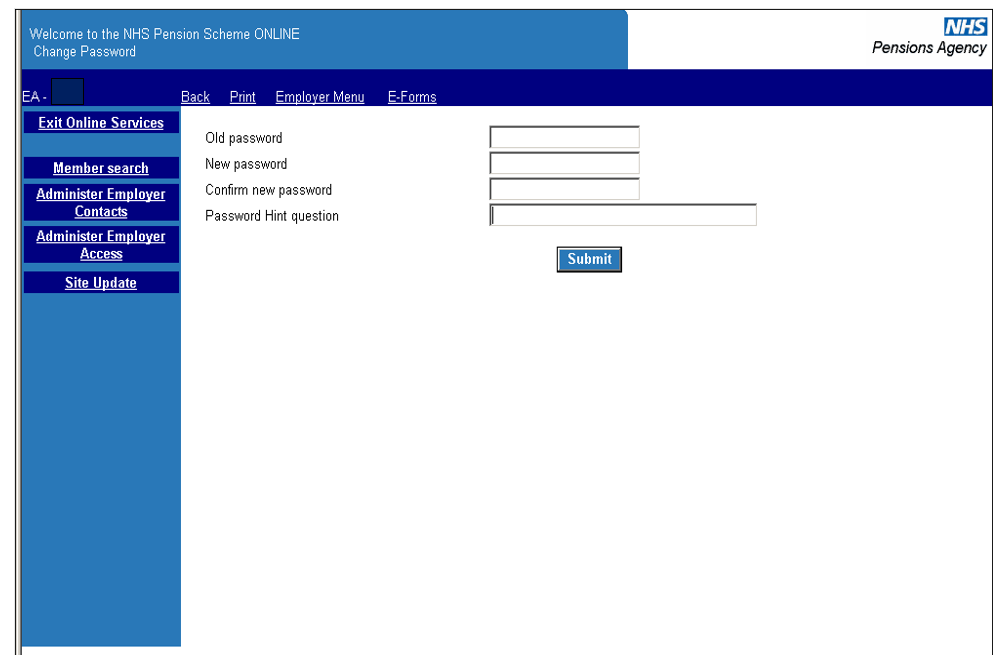 Welcome to the NHS Pension Scheme ONLINE
Change Password
NHS
Pensions Agency
EA -
Back Print Employer Menu E-Forms
Exit Online Services
Member search
Administer Employer
Contacts
Administer Employer
Access
Site Update
Old password
New password
Confirm new password
Password Hint question
Submit